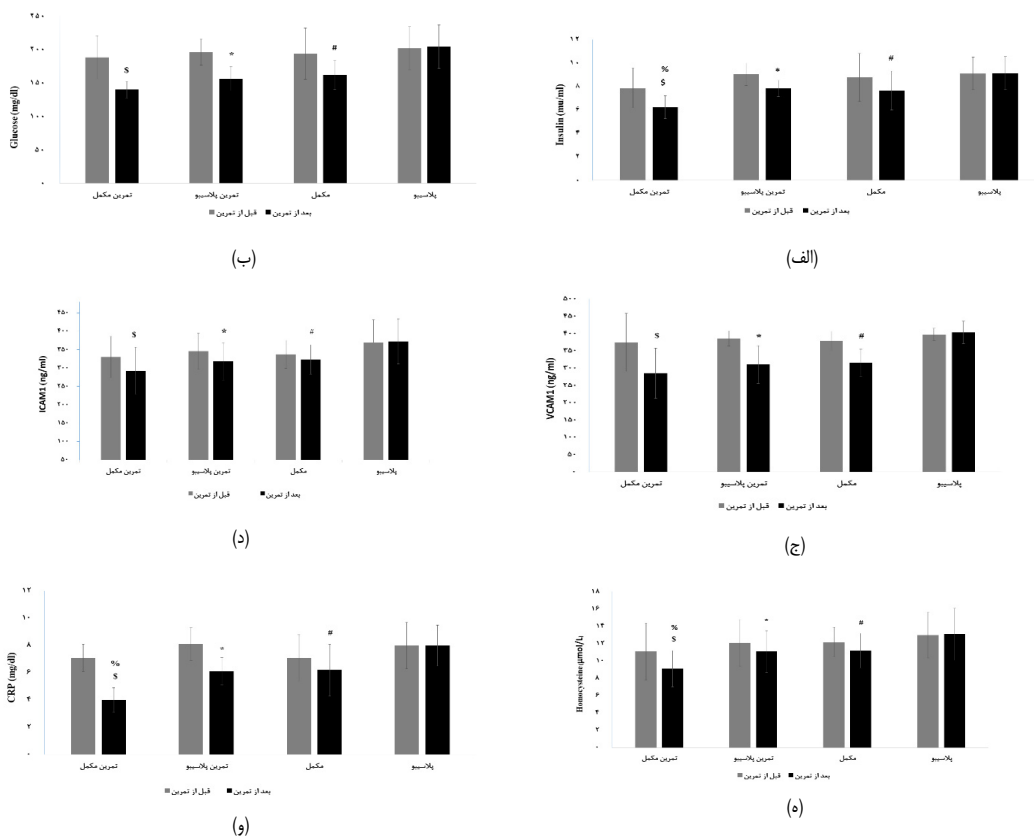 Insulin (mu/ml)
۱۲
۱۰
۸
۶
۴
۲
۰
%
$
*
#
تمرین مکمل
تمرین پلاسیبو
مکمل
پلاسیبو
قبل از تمرین
بعد از تمرین
(الف)
Glucose (mg/dl)
۲۵۰
۲۰۰
۱۵۰
۱۰۰
۵۰
۰
$
*
#
تمرین مکمل
تمرین پلاسیبو
مکمل
پلاسیبو
قبل از تمرین
بعد از تمرین
(ب)
VCAM1 (ng/ml)
۵۰۰
۴۵۰
۴۰۰
۳۵۰
۳۰۰
۲۵۰
۲۰۰
۱۵۰
۱۰۰
۵۰
۰
$
*
#
تمرین مکمل
تمرین پلاسیبو
مکمل
پلاسیبو
قبل از تمرین
بعد از تمرین
(ج)
ICAM1 (ng/ml)
۴۵۰
۴۰۰
۳۵۰
۳۰۰
۲۵۰
۲۰۰
۱۵۰
۱۰۰
۵۰
$
*
#
تمرین مکمل
تمرین پلاسیبو
مکمل
پلاسیبو
قبل از تمرین
بعد از تمرین
(د)
Homocysteine(μmol/L)
۱۸
۱۶
۱۴
۱۲
۱۰
۸
۶
۴
۲
۰
%
$
*
#
تمرین مکمل
تمرین پلاسیبو
مکمل
پلاسیبو
قبل از تمرین
بعد از تمرین
(ه)
CRP (mg/dl)
۱۲
۱۰
۸
۶
۴
۲
۰
%
$
*
#
تمرین مکمل
تمرین پلاسیبو
مکمل
پلاسیبو
قبل از تمرین
بعد از تمرین
(و)